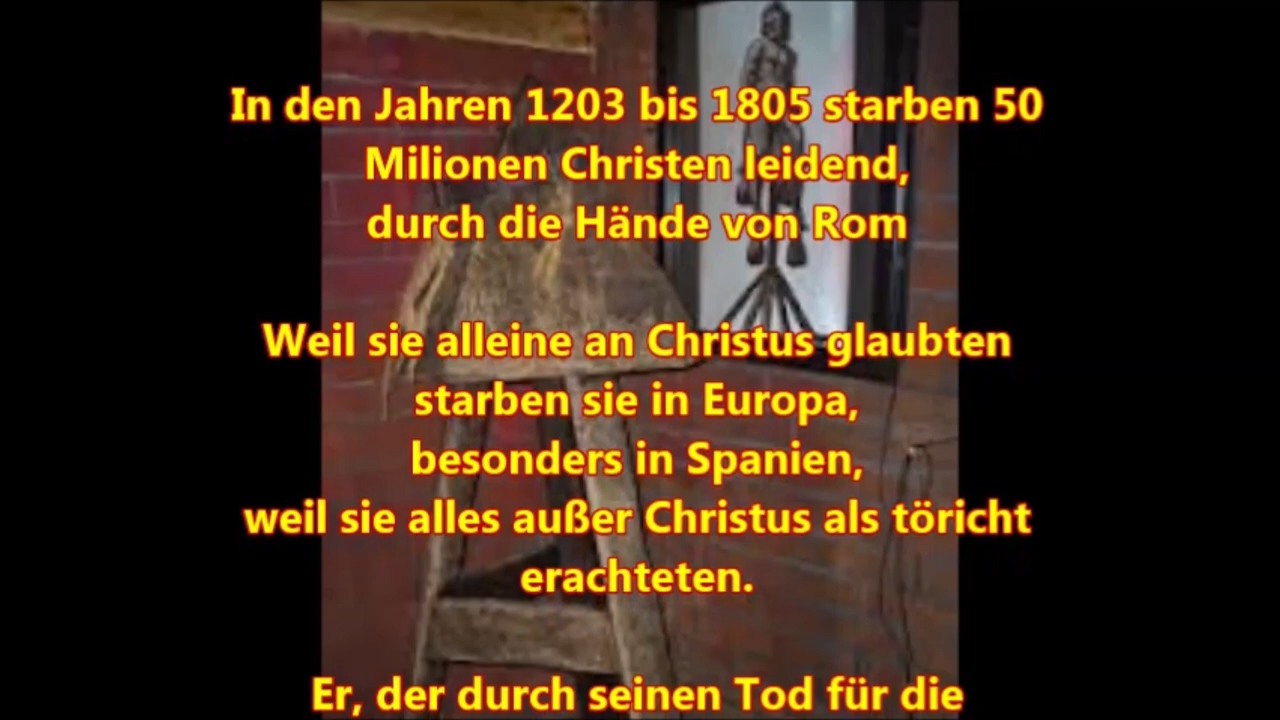 In den Jahren 1203 bis 1805 starben 50
Milionen Christen leidend,
durch die Hände von Rom
Weil sie alleine an Christus glaubten
starben sie in Europa,
besonders in Spanien,
weil sie alles außer Christus als töricht
erachteten.
Er, der durch seinen Tod für die